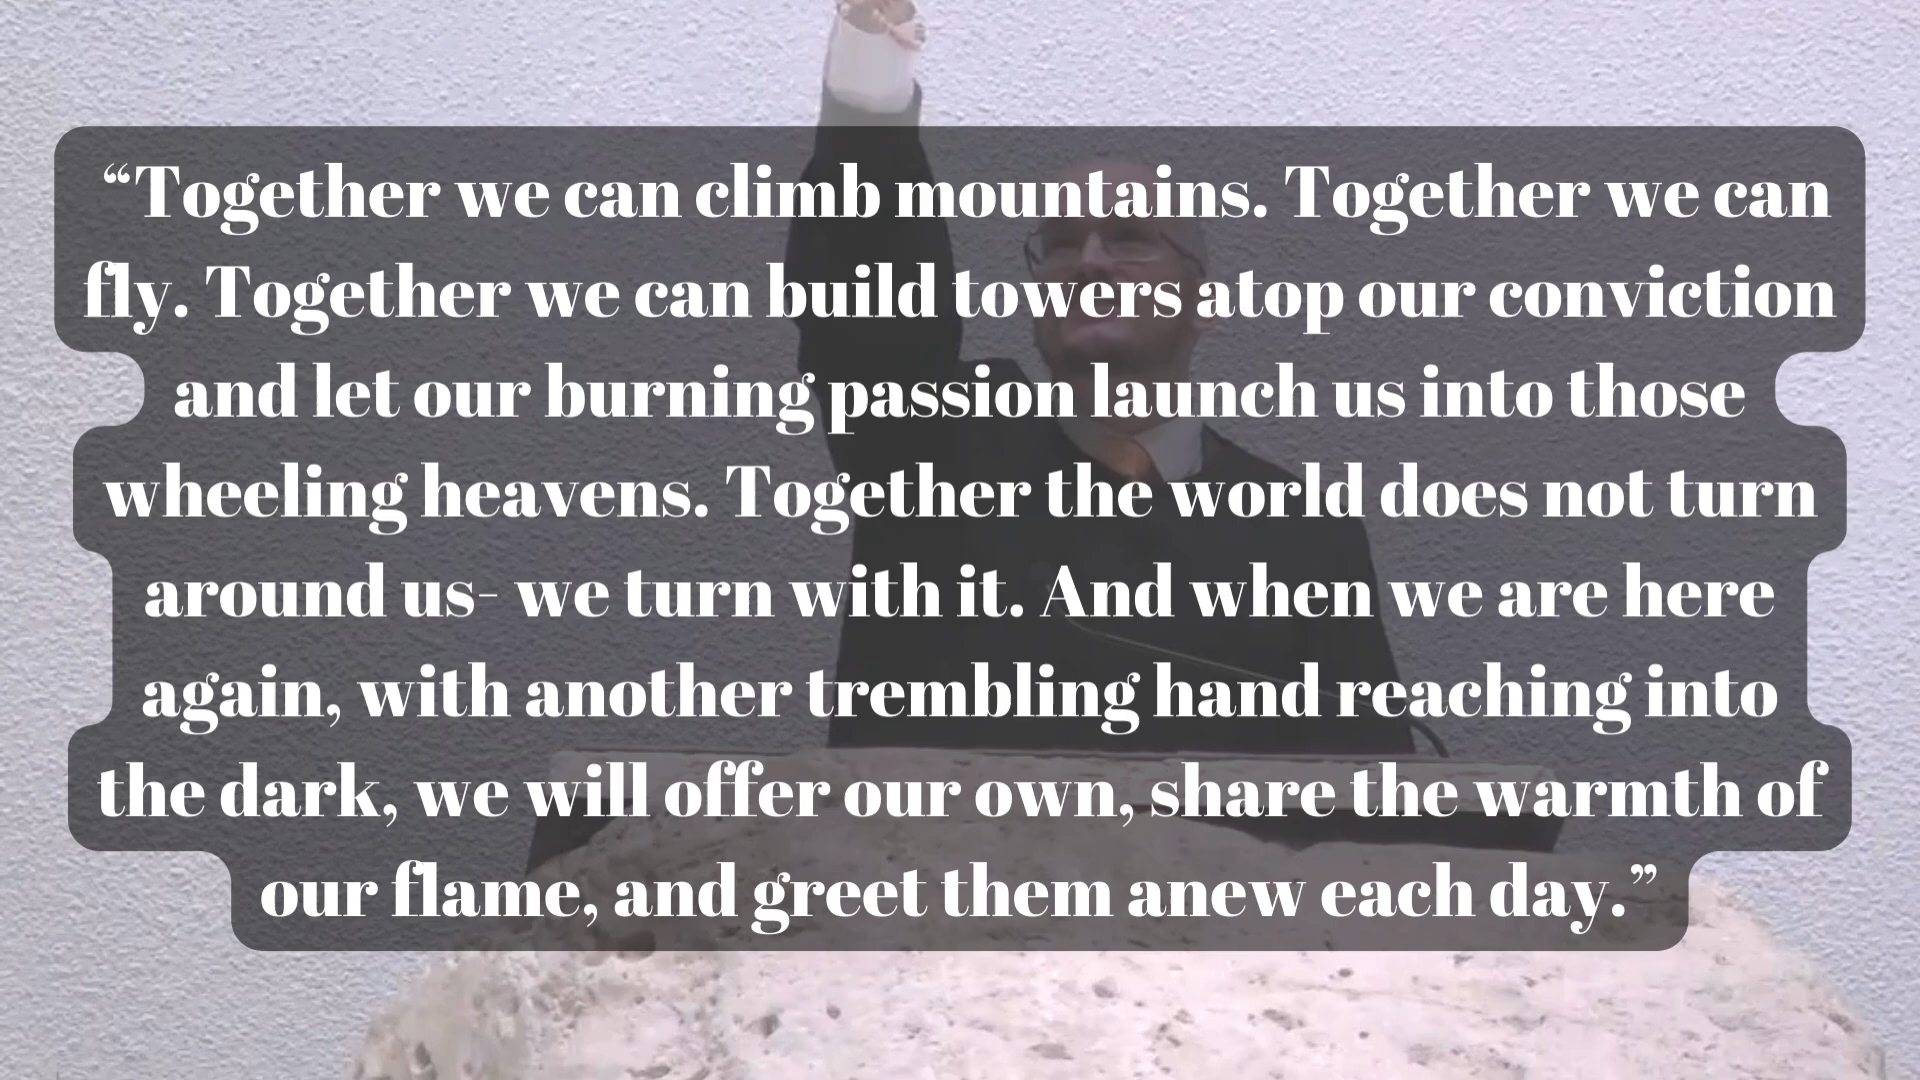 “Together we can climb mountains. Together we can
fly. Together we can build towers atop our conviction
and let our burning passion launch us into those
wheeling heavens. Together the world does not turn
around us- we turn with it. And when we are here
again, with another trembling hand reaching into
the dark, we will offer our own, share the warmth of
our flame, and greet them anew each day.”